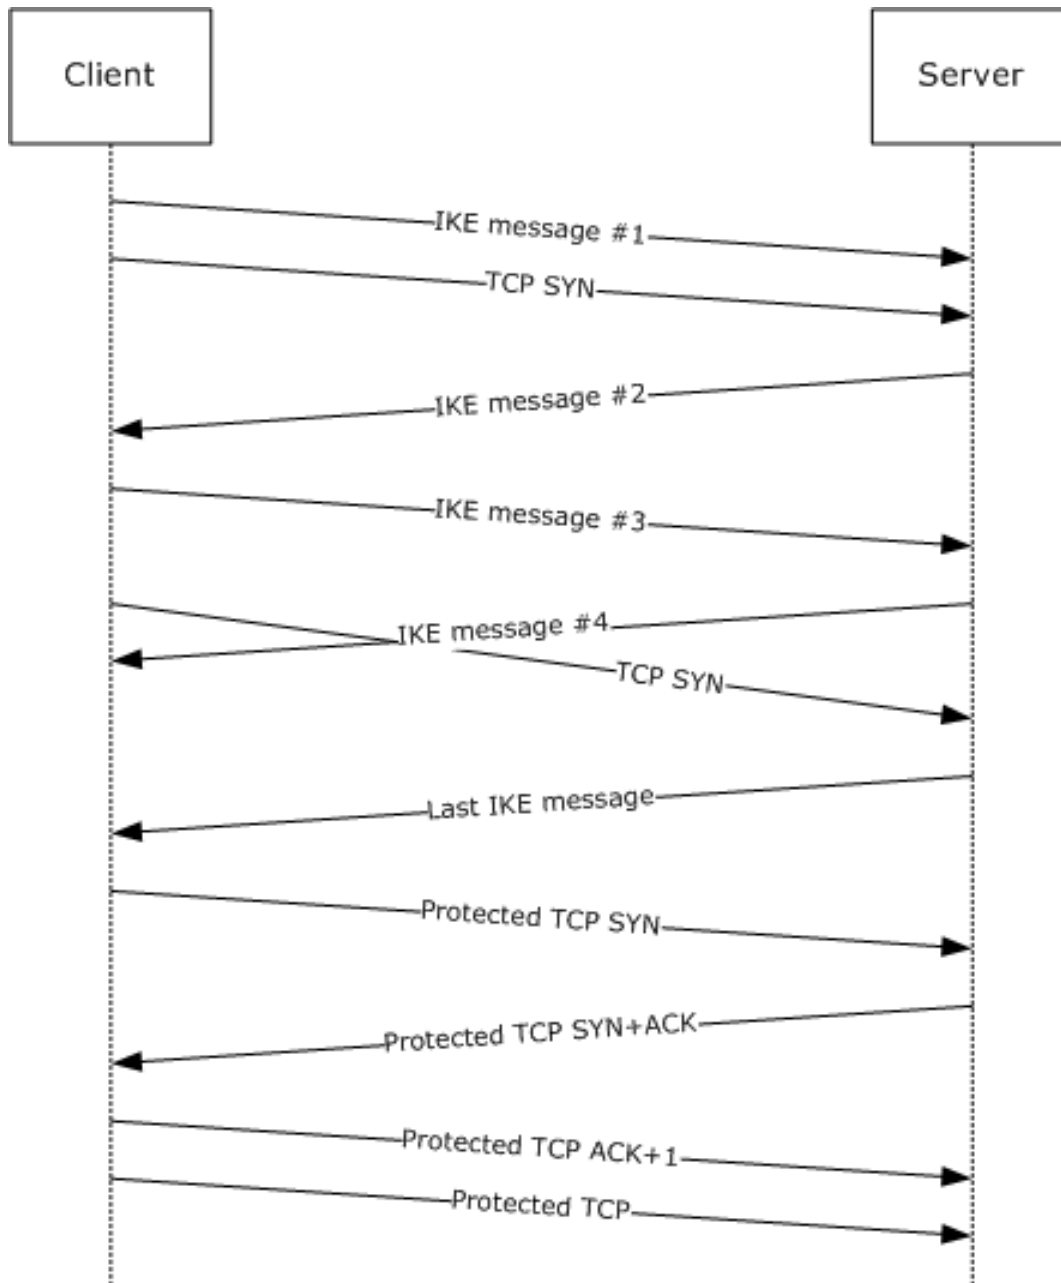 Client
Server
IKE message #1
TCP SYN
IKE message #2
IKE message #3
IKE message #4
TCP SYN
Last IKE message
Protected TCP SYN
Protected TCP SYN+ACK
Protected TCP ACK+1
Protected TCP